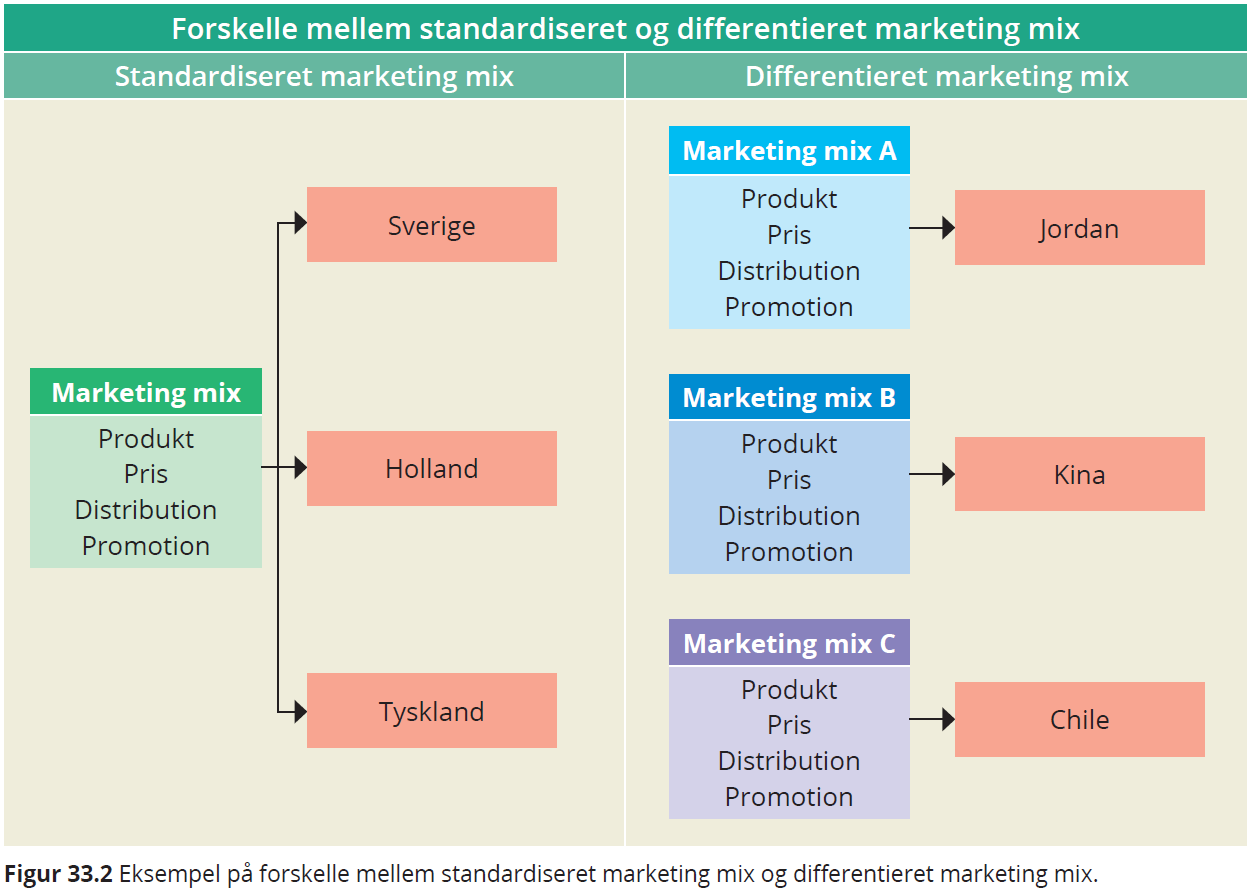 Forskelle mellem standardiseret og differentieret marketing mix
Standardiseret marketing mix
Differentieret marketing mix
Marketing mix
Produkt
Pris
Distribution
Promotion
Sverige
Holland
Tyskland
Marketing mix A
Produkt
Pris
Distribution
Promotion
Jordan
Marketing mix B
Produkt
Pris
Distribution
Promotion
Kina
Marketing mix C
Produkt
Pris
Distribution
Promotion
Chile
Figur 33.2 Eksempel på forskelle mellem standardiseret marketing mix og differentieret marketing mix.